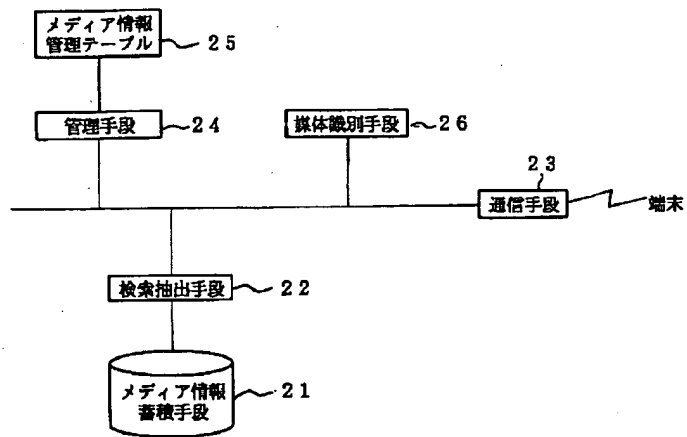 メディア情報
管理テーブル
25
管理手段
24
媒体識別手段
26
23
通信手段
端末
検索抽出手段
22
メディア情報
蓄積手段
21